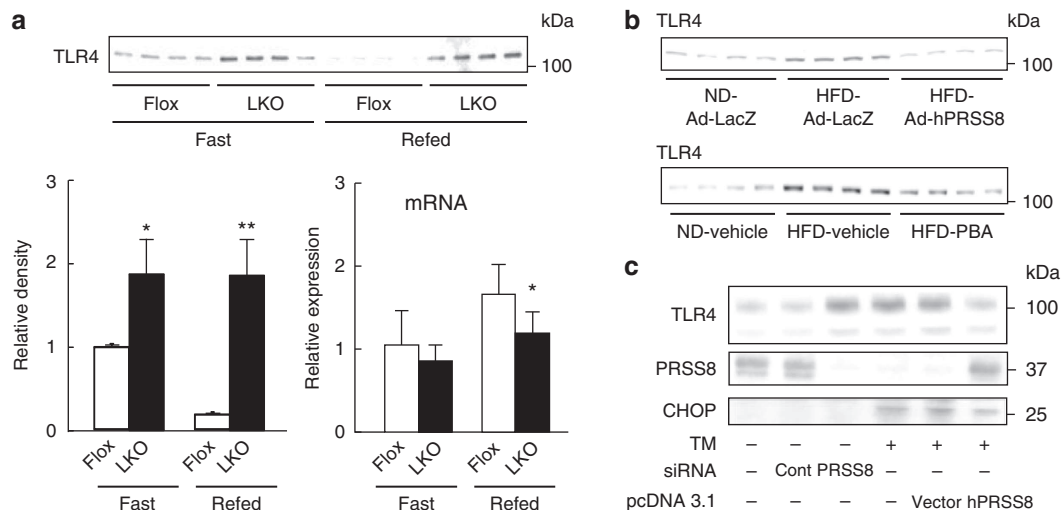 a
kDa
TLR4
100
Flox LKO Flox LKO
Fast Refed
3
2
1
0
Relative density
* **
Flox LKO Flox LKO
Fast Refed
mRNA
3
2
1
0
Relative expression
*
Flox LKO Flox LKO
Fast Refed
b
TLR4 kDa
100
ND- HFD- HFD-
Ad-LacZ Ad-LacZ Ad-hPRSS8
TLR4
100
ND-vehicle HFD-vehicle HFD-PBA
c
kDa
TLR4 100
PRSS8 37
CHOP 25
TM – – – + + +
siRNA – Cont PRSS8 – – –
pcDNA 3.1 – – – – Vector hPRSS8